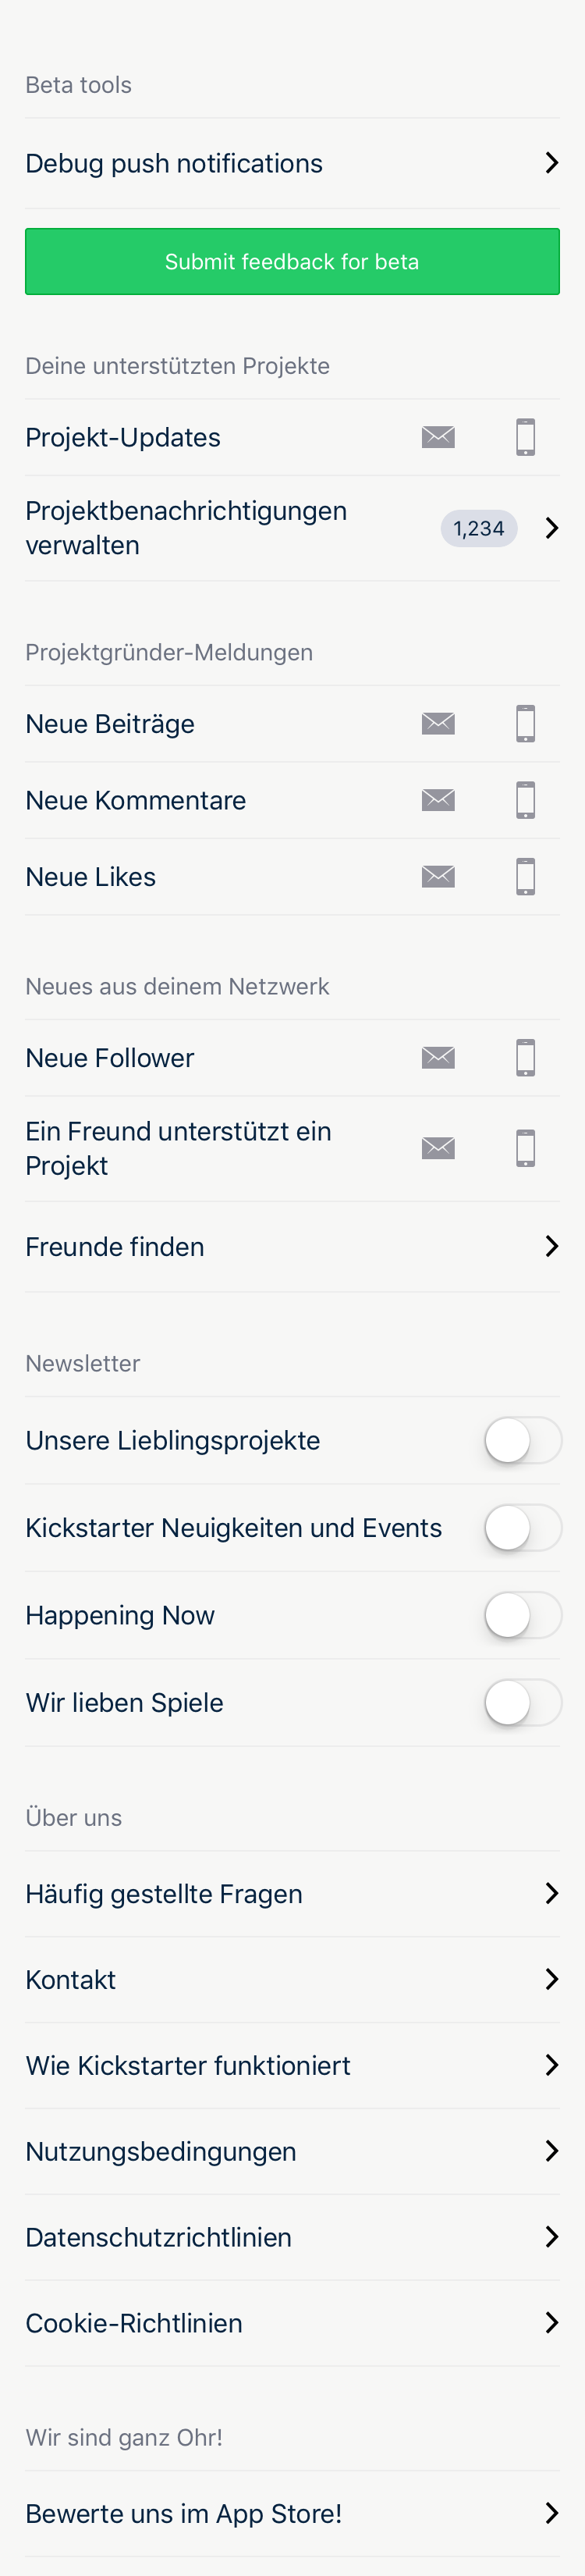 Beta tools
Debug push notifications
Submit feedback for beta
Deine unterstützten Projekte
Projekt-Updates
Projektbenachrichtigungen
verwalten
1,234
Projektgründer-Meldungen
Neue Beiträge
Neue Kommentare
Neue Likes
Neues aus deinem Netzwerk
Neue Follower
Ein Freund unterstützt ein
Projekt
Freunde finden
Newsletter
Unsere Lieblingsprojekte
Kickstarter Neuigkeiten und Events
Happening Now
Wir lieben Spiele
Über uns
Häufig gestellte Fragen
Kontakt
Wie Kickstarter funktioniert
Nutzungsbedingungen
Datenschutzrichtlinien
Cookie-Richtlinien
Wir sind ganz Ohr!
Bewerte uns im App Store!